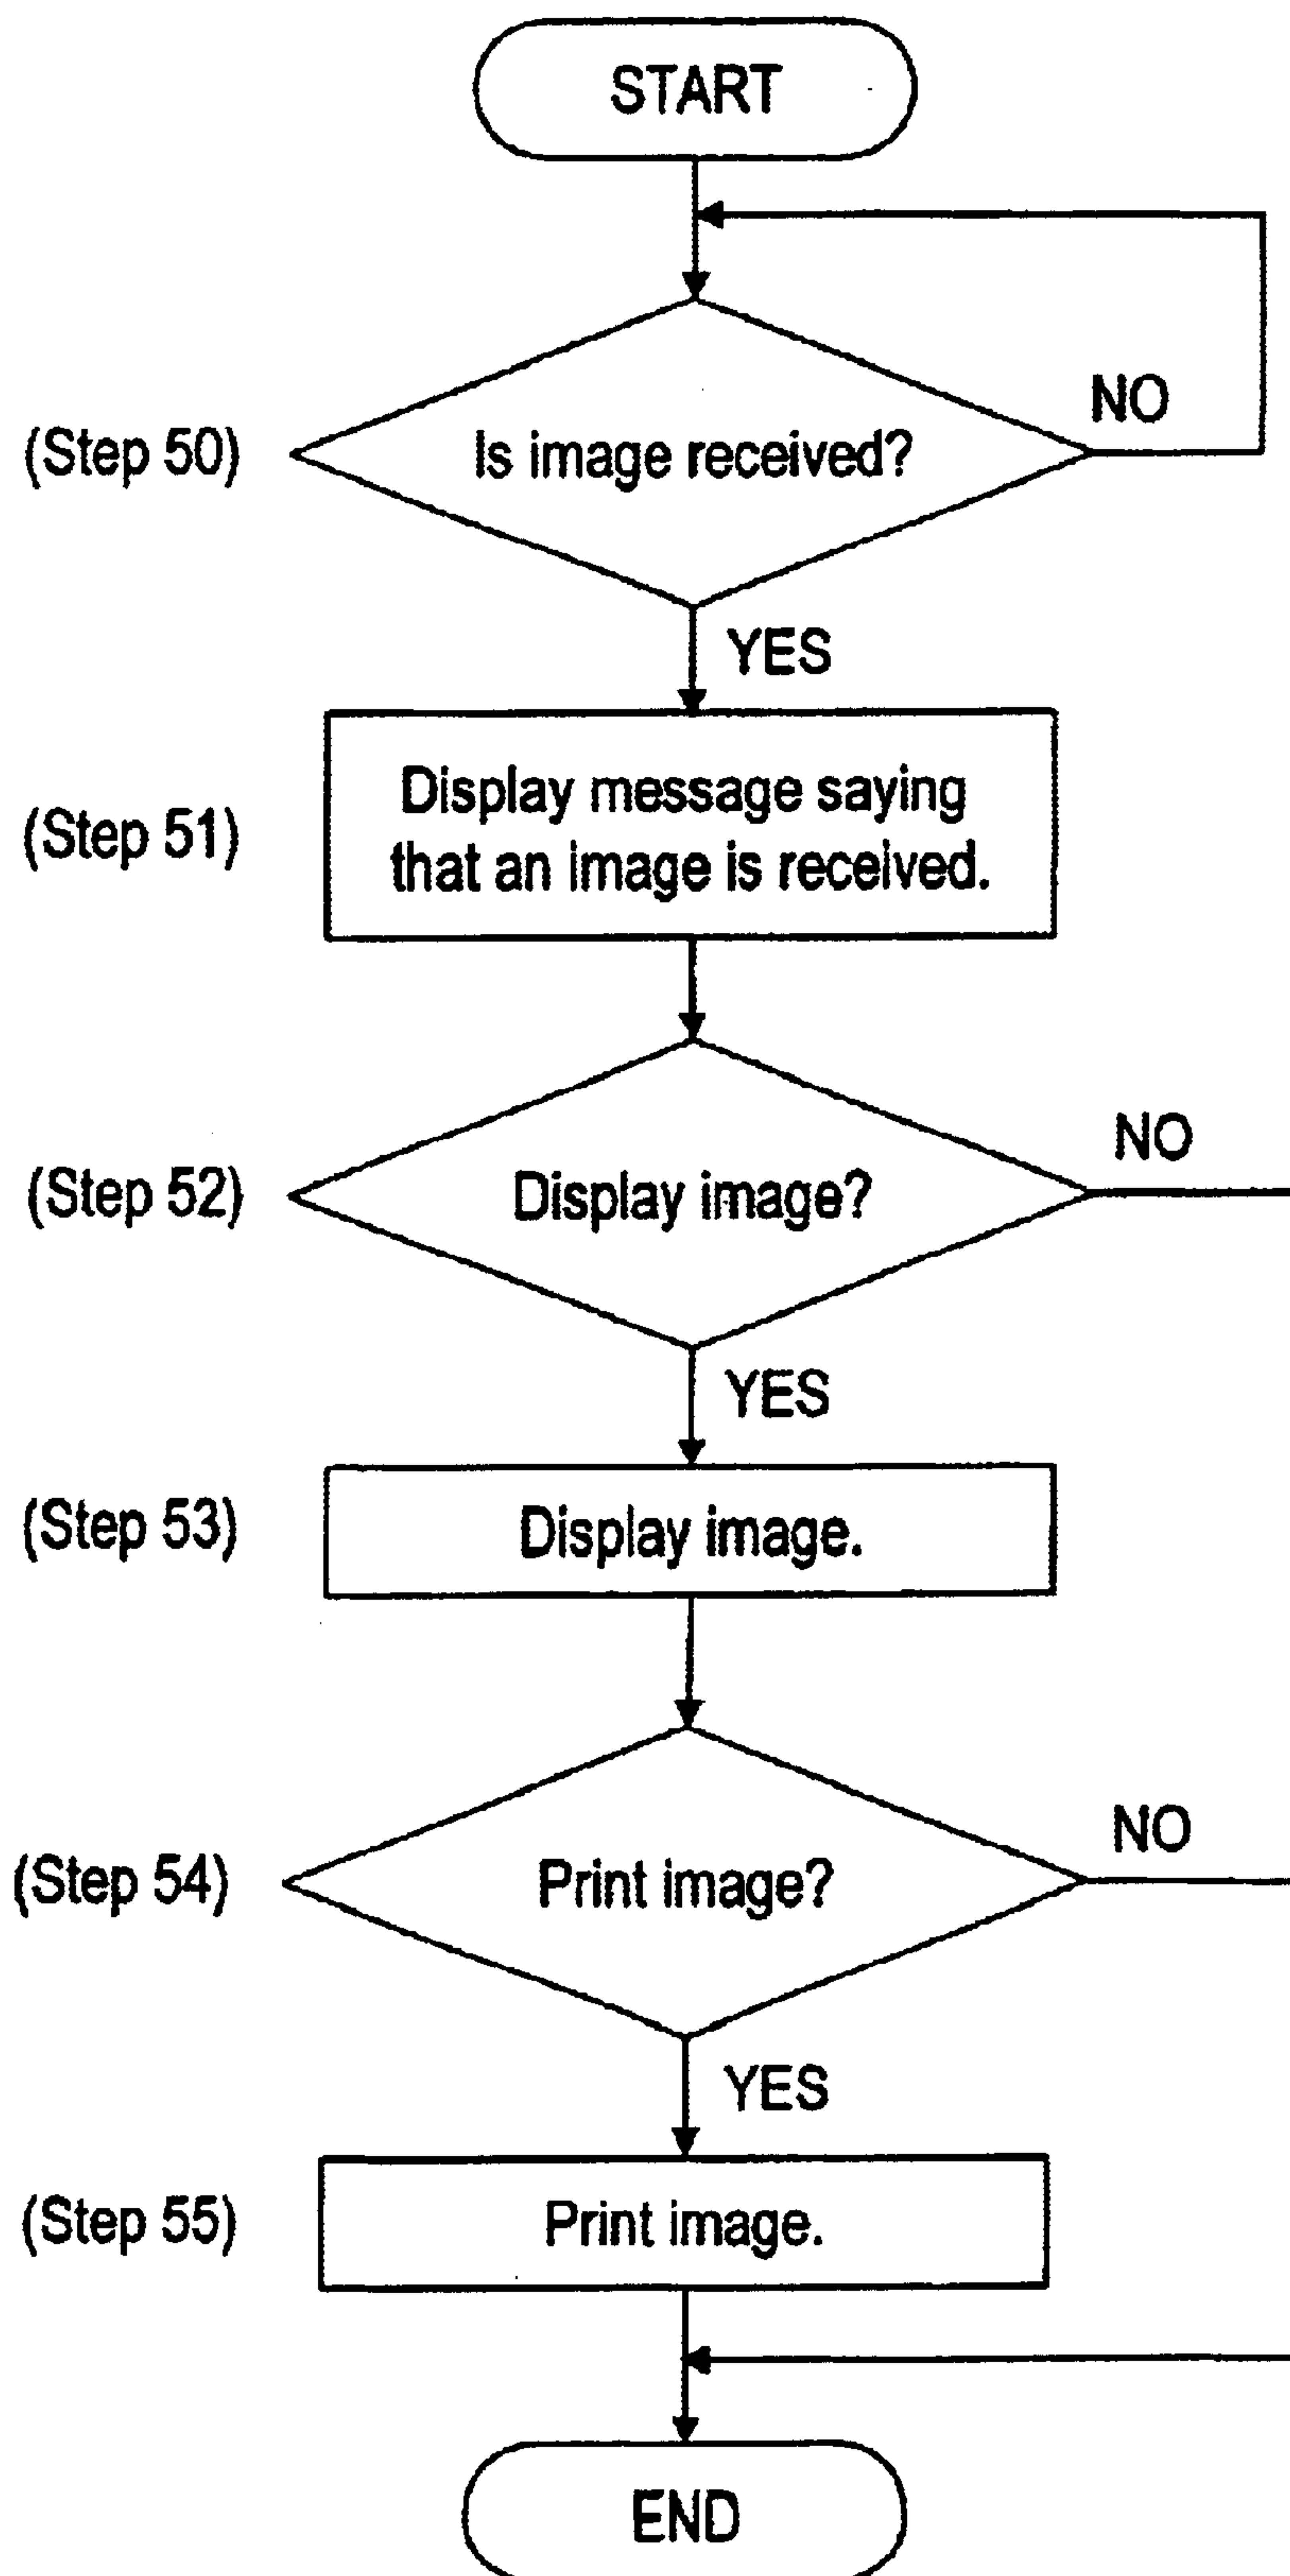 START
NO
(Step 50) Is image received?
YES
Display message saying
(Step 51)
that an image is received.
NO
(Step 52) Display image?
YES
(Step 53) Display image.
NO
(Step 54) Print image?
YES
(Step 55) Print image.
END